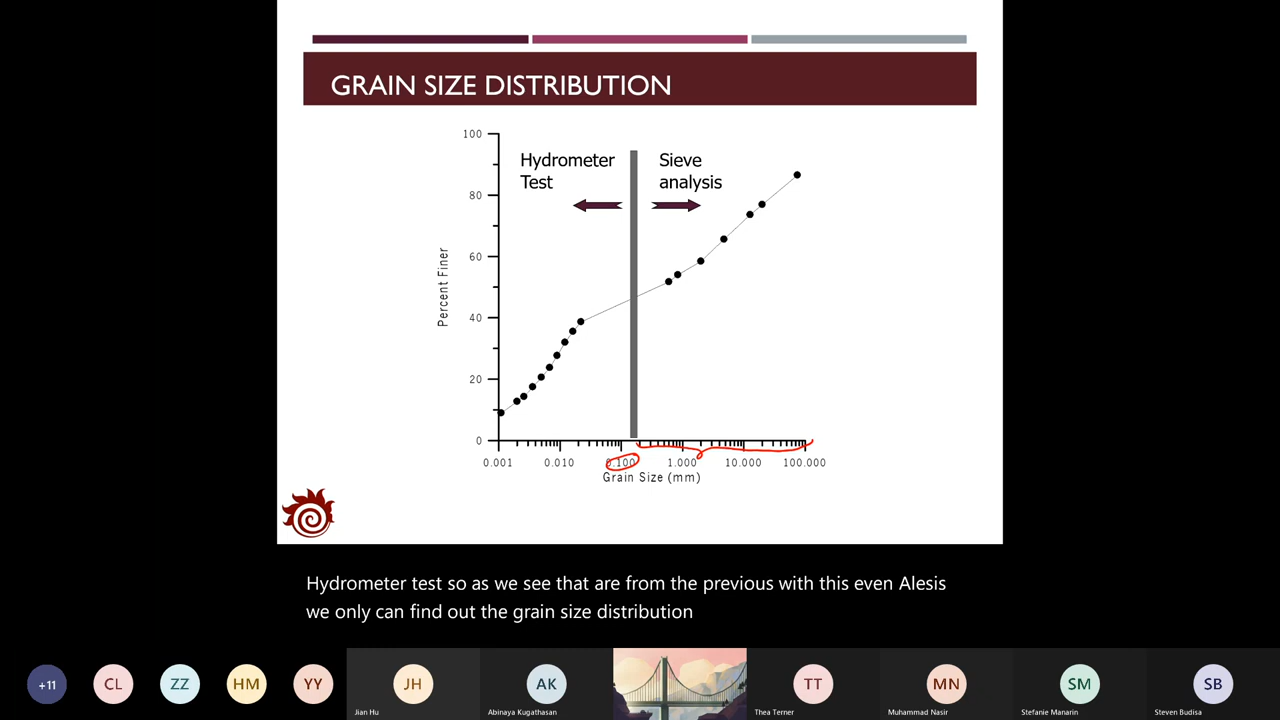 GRAIN SIZE DISTRIBUTION
100
80
60
40
20
0
Percent Finer
Hydrometer
Test
Sieve
analysis
0.001 0.010 0.100 1.000 10.000 100.000
Grain Size (mm)
Hydrometer test so as we see that are from the previous with this even Alesis
we only can find out the grain size distribution
+11 CL ZZ HM YY JH AK TT MN SM SB
Jian Hu Abinaya Kugathasan Thea Terner Muhammad Nasir Stefanie Manarin Steven Budisa